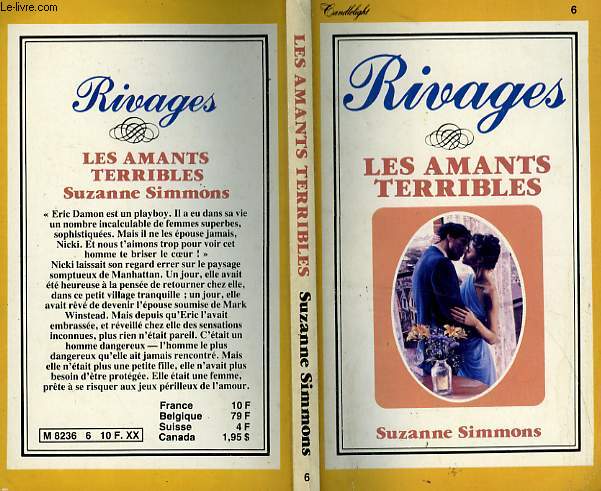 Le-livres.com
Rivages
LES AMANTS
TERRIBLES
Suzanne Simmons
« Eric Damon est un playboy. Il a eu dans sa vie
un nombre incalculable de femmes superbes,
sophistiquées. Mais il ne les épouse jamais,
Nicki. Et nous t'aimons trop pour voir cet
homme te briser le cœur ! »
Nicki laissait son regard errer sur le paysage
somptueux de Manhattan. Un jour, elle avait
été heureuse à la pensée de retourner chez elle,
dans ce petit village tranquille ; un jour, elle
avait rêvé de devenir l'épouse soumise de Mark
Winstead. Mais depuis qu'Eric l'avait
embrassée, et réveillé chez elle des sensations
inconnues, plus rien n'était pareil. C'était un
homme dangereux — l'homme le plus
dangereux qu'elle ait jamais rencontré. Mais
elle n'était plus une petite fille, elle n'avait plus
besoin d'être protégée. Elle était une femme,
prête à se risquer aux jeux périlleux de l'amour.
France 10 F
Belgique 79 F
Suisse 4 F
Canada 1,95 $
M 8236 6 10 F. XX
LES AMANTS TERRIBLES Suzanne Simmons
6
Candlelight
6
Rivages
LES AMANTS
TERRIBLES
Suzanne Simmons